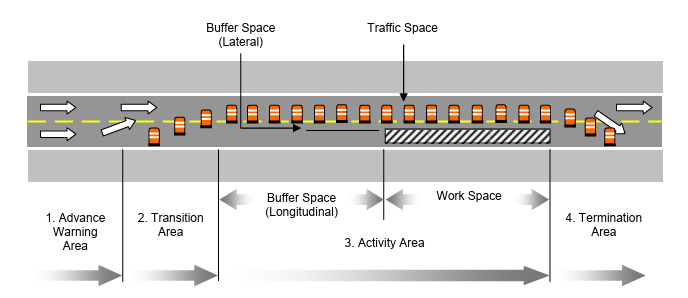 Buffer Space
(Lateral)
Traffic Space
Buffer Space
(Longitudinal)
Work Space
1. Advance
Warning
Area
2. Transition
Area
3. Activity Area
4. Termination
Area